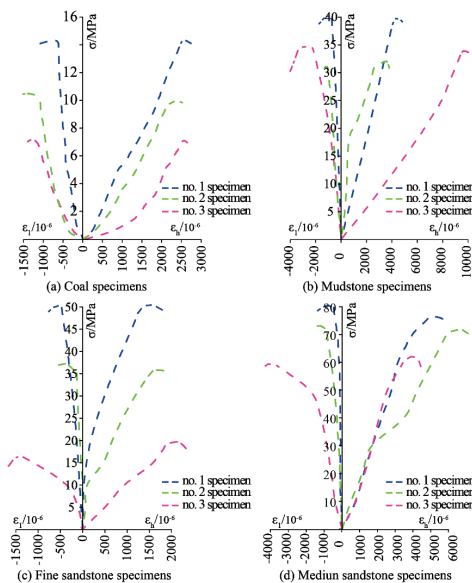 σ/MPa
16
14
12
10
8
6
4
2
no. 1 specimen
no. 2 specimen
no. 3 specimen
ε1/10-6
εh/10-6
-1500
-1000
-500
0
500
1000
1500
2000
2500
3000
(a) Coal specimens
σ/MPa
40
35
30
25
20
15
10
5
no. 1 specimen
no. 2 specimen
no. 3 specimen
ε1/10-6
εh/10-6
-4000
-2000
0
2000
4000
6000
8000
10000
(b) Mudstone specimens
σ/MPa
50
45
40
35
30
25
20
15
10
5
no. 1 specimen
no. 2 specimen
no. 3 specimen
ε1/10-6
εh/10-6
-1500
-1000
-500
0
500
1000
1500
2000
(c) Fine sandstone specimens
σ/MPa
80
70
60
50
40
30
20
10
no. 1 specimen
no. 2 specimen
no. 3 specimen
ε1/10-6
εh/10-6
-4000
-3000
-2000
-1000
0
1000
2000
3000
4000
5000
6000
(d) Mediun sandstone specimens